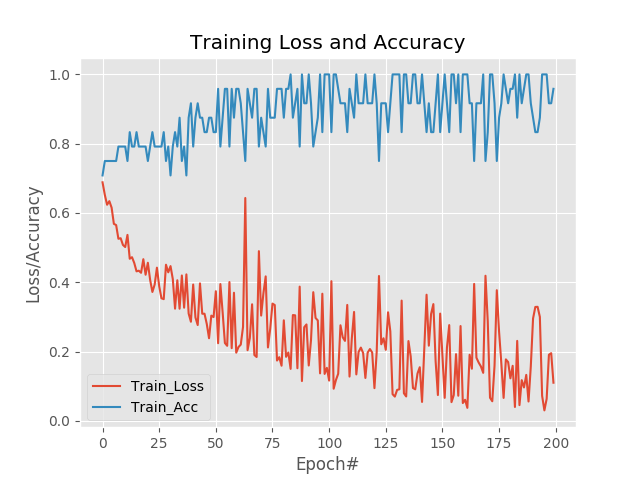 Training Loss and Accuracy
Loss/Accuracy
1.0
0.8
0.6
0.4
0.2
0.0
Train_Loss
Train_Acc
0 25 50 75 100 125 150 175 200
Epoch#